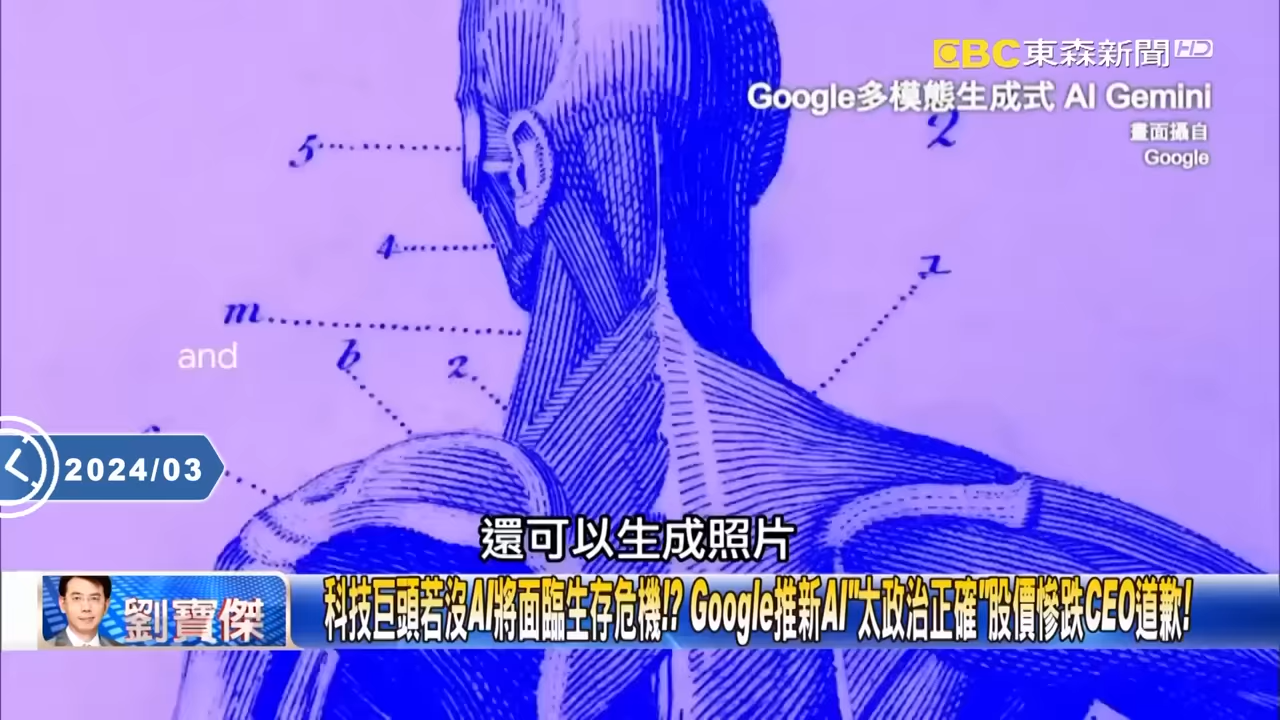 EBC東森新聞HD
Google多模態生成式 AI Gemini
畫面攝自
Google
2
5
4
z
m
and
b
2
2024/03
還可以生成照片
劉寶傑
科技巨頭若沒AI將面臨生存危機!? Google推新AI"太政治正確"股價慘跌CEO道歉!